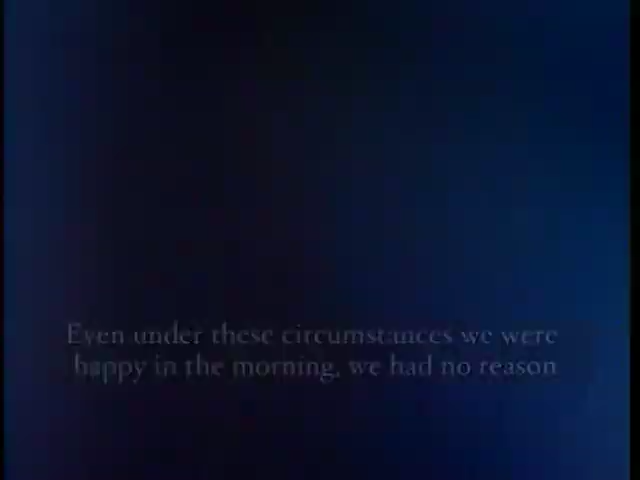 Even under these circumstances we were
happy in the morning, we had no reason